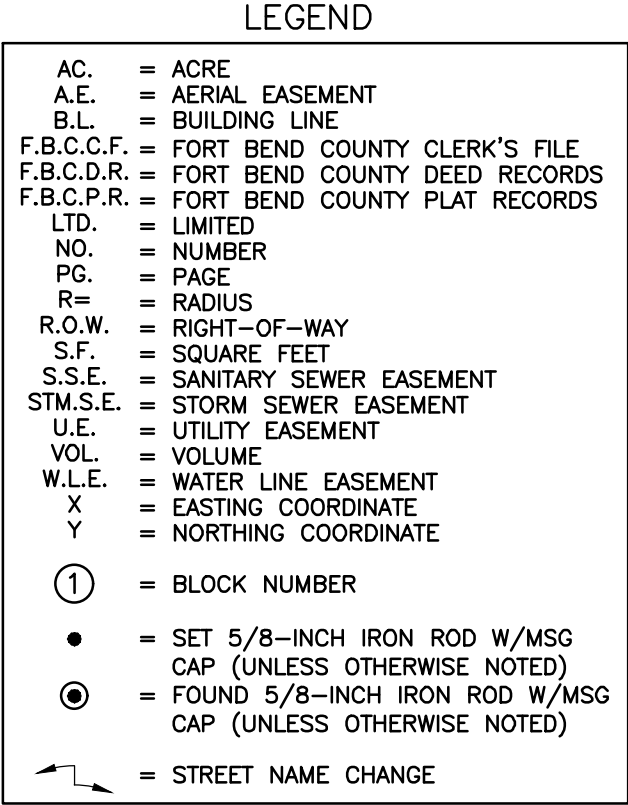 LEGEND
AC. = ACRE
A.E. = AERIAL EASEMENT
B.L. = BUILDING LINE
F.B.C.C.F. = FORT BEND COUNTY CLERK'S FILE
F.B.C.D.R. = FORT BEND COUNTY DEED RECORDS
F.B.C.P.R. = FORT BEND COUNTY PLAT RECORDS
LTD. = LIMITED
NO. = NUMBER
PG. = PAGE
R= = RADIUS
R.O.W. = RIGHT-OF-WAY
S.F. = SQUARE FEET
S.S.E. = SANITARY SEWER EASEMENT
STM.S.E. = STORM SEWER EASEMENT
U.E. = UTILITY EASEMENT
VOL. = VOLUME
W.L.E. = WATER LINE EASEMENT
X = EASTING COORDINATE
Y = NORTHING COORDINATE
1 = BLOCK NUMBER
= SET 5/8-INCH IRON ROD W/MSG
CAP (UNLESS OTHERWISE NOTED)
= FOUND 5/8-INCH IRON ROD W/MSG
CAP (UNLESS OTHERWISE NOTED)
= STREET NAME CHANGE